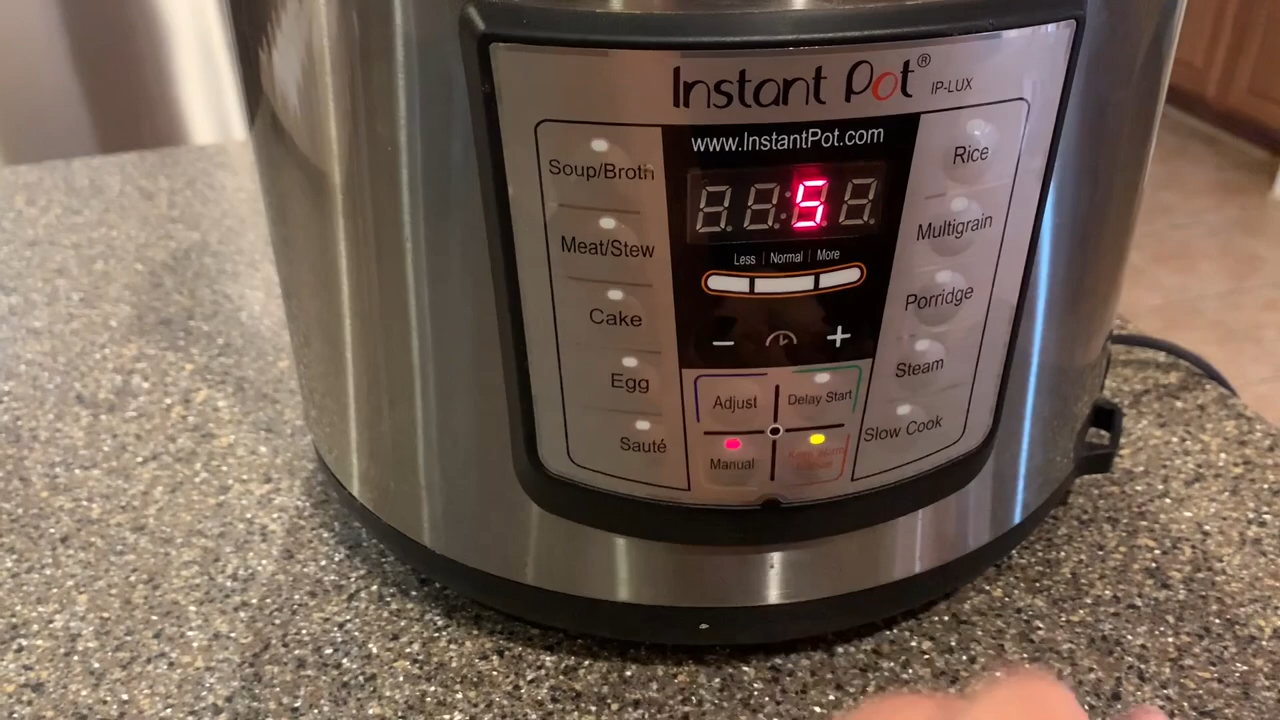 Instant Pot® IP-LUX
www.InstantPot.com
5
Less | Normal | More
Soup/Broth
Meat/Stew
Cake
Egg
Sauté
Rice
Multigrain
Porridge
Steam
Slow Cook
− +
Adjust
Delay Start
Manual